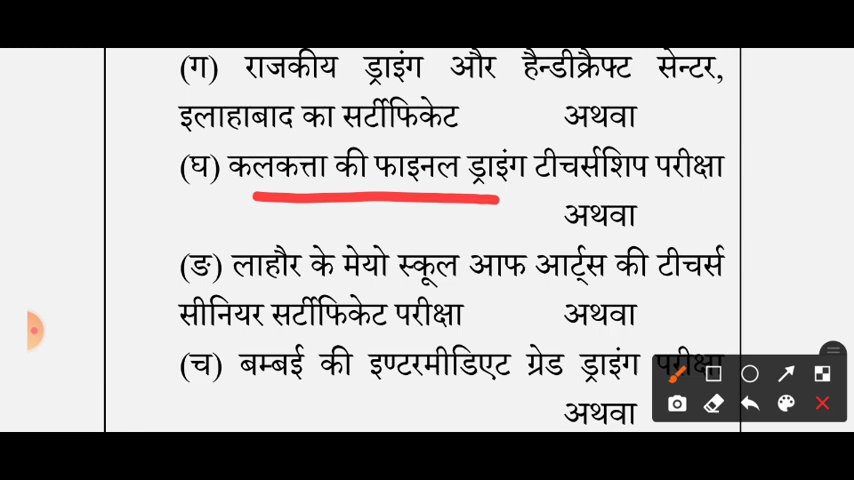 (ग) राजकीय ड्राइंग और हैन्डीक्रैफ्ट सेन्टर,
इलाहाबाद का सर्टीफिकेट अथवा
(घ) कलकत्ता की फाइनल ड्राइंग टीचर्सशिप परीक्षा
अथवा
(ङ) लाहौर के मेयो स्कूल आफ आर्ट्स की टीचर्स
सीनियर सर्टीफिकेट परीक्षा अथवा
(च) बम्बई की इण्टरमीडिएट ग्रेड ड्राइंग परीक्षा
अथवा